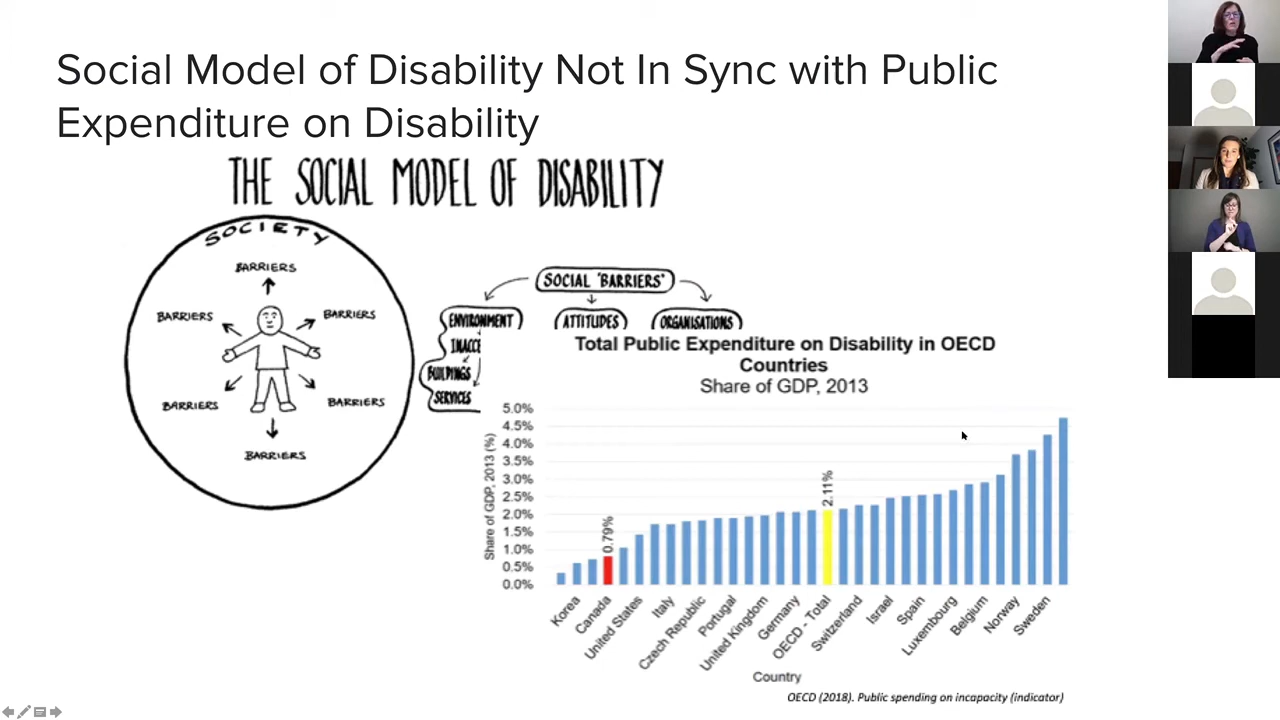 Social Model of Disability Not In Sync with Public
Expenditure on Disability
THE SOCIAL MODEL OF DISABILITY
SOCIETY
BARRIERS
BARRIERS
BARRIERS
BARRIERS
BARRIERS
BARRIERS
SOCIAL 'BARRIERS'
ENVIRONMENT
ATTITUDES
ORGANISATIONS
BUILDINGS
SERVICES
Total Public Expenditure on Disability in OECD
Countries
Share of GDP, 2013
Share of GDP, 2013 (%)
5.0%
4.5%
4.0%
3.5%
3.0%
2.5%
2.0%
1.5%
1.0%
0.5%
0.0%
0.79%
2.11%
Korea
Canada
United States
Italy
Czech Republic
Portugal
United Kingdom
Germany
OECD - Total
Switzerland
Israel
Spain
Luxembourg
Belgium
Norway
Sweden
Country
OECD (2018). Public spending on incapacity (indicator)